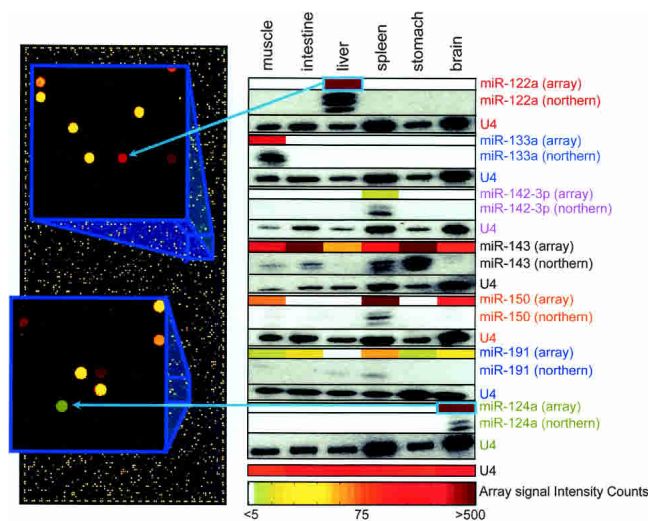 muscle
intestine
liver
spleen
stomach
brain
miR-122a (array)
miR-122a (northern)
U4
miR-133a (array)
miR-133a (northern)
U4
miR-142-3p (array)
miR-142-3p (northern)
U4
miR-143 (array)
miR-143 (northern)
U4
miR-150 (array)
miR-150 (northern)
U4
miR-191 (array)
miR-191 (northern)
U4
miR-124a (array)
miR-124a (northern)
U4
U4
Array signal Intensity Counts
<5 75 >500